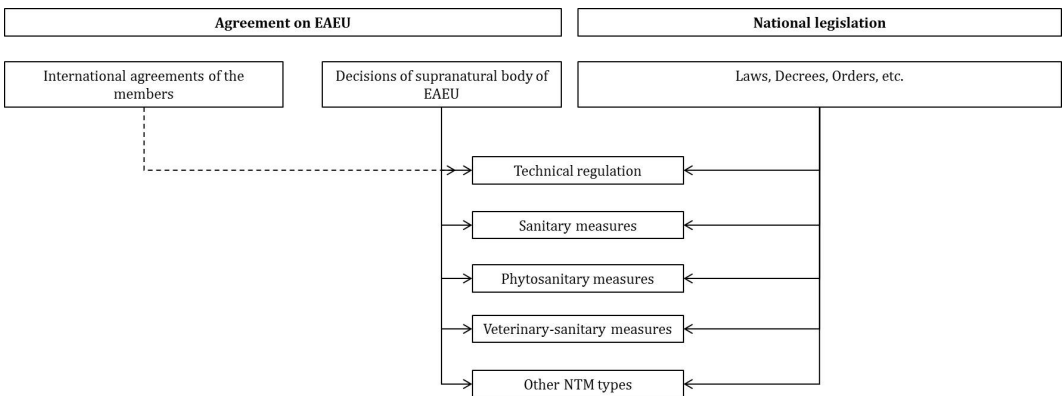 Agreement on EAEU
National legislation
International agreements of the
members
Decisions of supranatural body of
EAEU
Laws, Decrees, Orders, etc.
Technical regulation
Sanitary measures
Phytosanitary measures
Veterinary-sanitary measures
Other NTM types